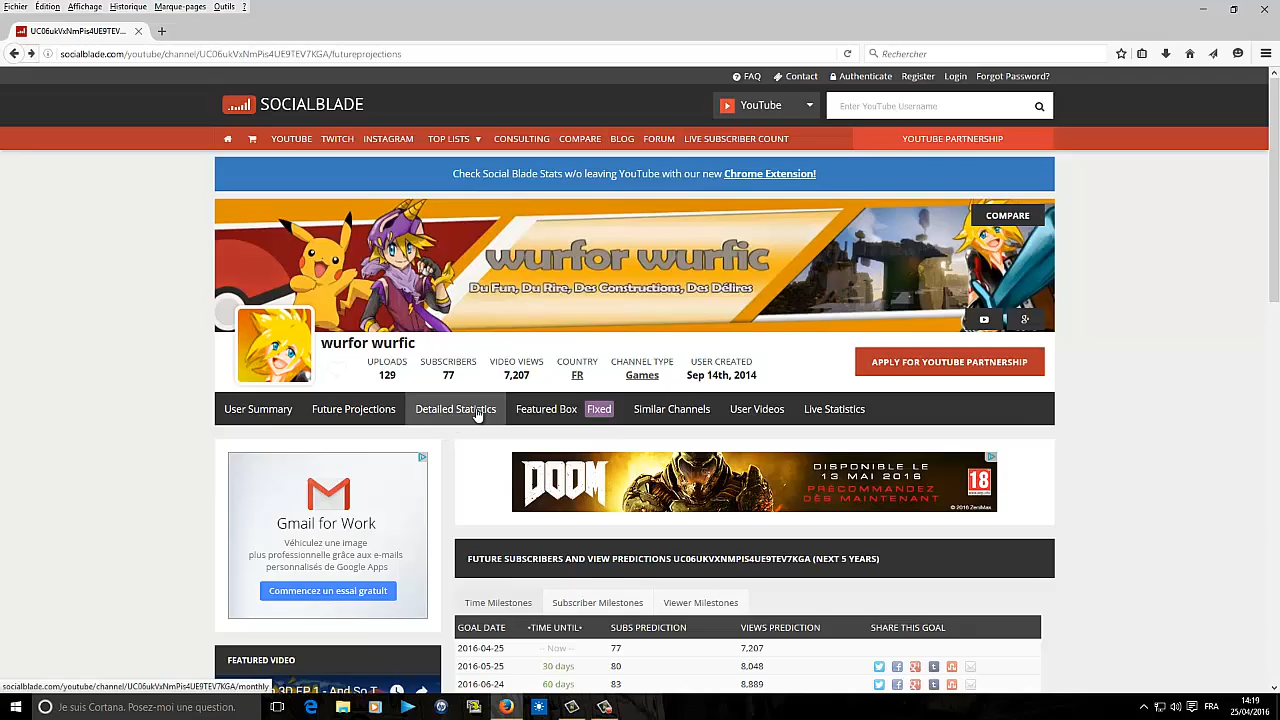 Fichier Édition Affichage Historique Marque-pages Outils ?
UC06ukVxNmPis4UE9TEV7...
socialblade.com/youtube/channel/UC06ukVxNmPis4UE9TEV7KGA/futureprojections
Rechercher
FAQ Contact Authenticate Register Login Forgot Password?
SOCIALBLADE
YouTube
Enter YouTube Username
YOUTUBE TWITCH INSTAGRAM TOP LISTS CONSULTING COMPARE BLOG FORUM LIVE SUBSCRIBER COUNT YOUTUBE PARTNERSHIP
Check Social Blade Stats w/o leaving YouTube with our new Chrome Extension!
COMPARE
wurfor wurfic
Du Fun, Du Rire, Des Constructions, Des Délires
wurfor wurfic
UPLOADS SUBSCRIBERS VIDEO VIEWS COUNTRY CHANNEL TYPE USER CREATED
129 77 7,207 FR Games Sep 14th, 2014
APPLY FOR YOUTUBE PARTNERSHIP
User Summary Future Projections Detailed Statistics Featured Box Fixed Similar Channels User Videos Live Statistics
Gmail for Work
Véhiculez une image
plus professionnelle grâce aux e-mails
personnalisés de Google Apps
Commencez un essai gratuit
DOOM
DISPONIBLE LE
13 MAI 2016
PRÉCOMMANDEZ
DÈS MAINTENANT
18
© 2016 ZeniMax
FUTURE SUBSCRIBERS AND VIEW PREDICTIONS UC06UKVXNMPIS4UE9TEV7KGA (NEXT 5 YEARS)
Time Milestones Subscriber Milestones Viewer Milestones
GOAL DATE •TIME UNTIL• SUBS PREDICTION VIEWS PREDICTION SHARE THIS GOAL
2016-04-25 -- Now -- 77 7,207
2016-05-25 30 days 80 8,048
2016-06-24 60 days 83 8,889
FEATURED VIDEO
3D EP 1 - And So T
socialblade.com/youtube/channel/UC06ukVxNmPis4UE9TEV7KGA/monthly
Je suis Cortana. Posez-moi une question.
FRA
14:19
25/04/2016